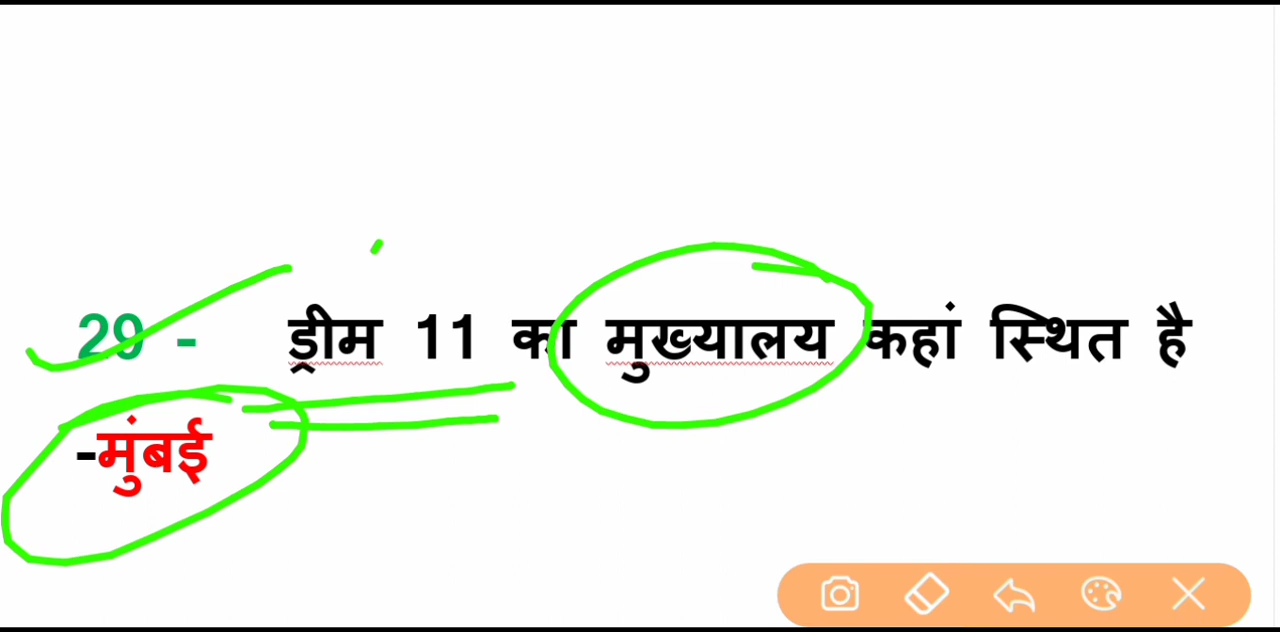 29 - ड्रीम 11 का मुख्यालय कहां स्थित है
-मुंबई